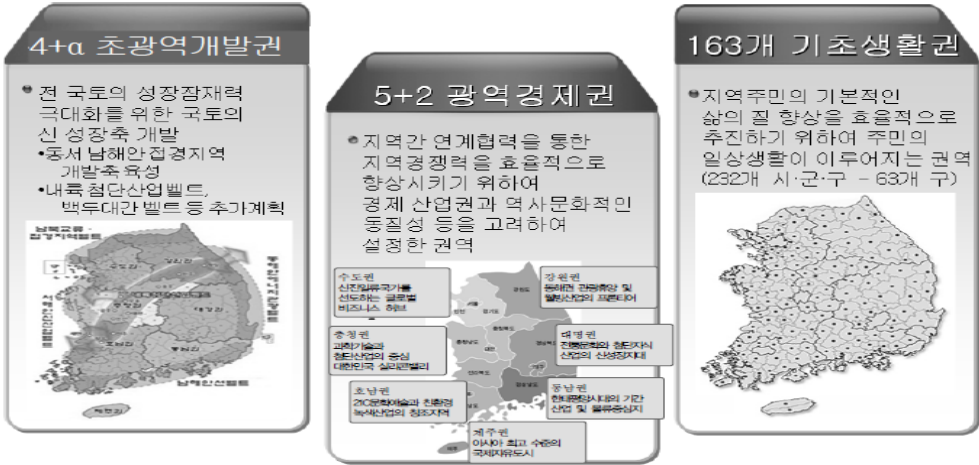 4+α 초광역개발권
전 국토의 성장잠재력
극대화를 위한 국토의
신 성장축 개발
•동서남해안접경지역
개발축육성
•내륙첨단산업벨트,
백두대간벨트등 추가계획
남북교류·
접경지역벨트
남해안선벨트
제주권
5+2 광역경제권
지역간 연계협력을 통한
지역경쟁력을 효율적으로
향상시키기 위하여
경제 산업권과 역사문화적인
동질성 등을 고려하여
설정한 권역
수도권
선진일류국가를
선도하는 글로벌
비즈니스 허브
강원권
동해권 관광휴양 및
웰빙산업의 프론티어
충청권
과학기술과
첨단산업의 중심
대한민국 실리콘밸리
대경권
전통문화와 첨단지식
산업의 신성장지대
호남권
21C문화예술과 친환경
녹색산업의 창조지역
동남권
환태평양시대의 기간
산업 및 물류중심지
제주권
아시아 최고 수준의
국제자유도시
163개 기초생활권
지역주민의 기본적인
삶의 질 향상을 효율적으로
추진하기 위하여 주민의
일상생활이 이루어지는 권역
(232개 시·군·구 - 63개 구)